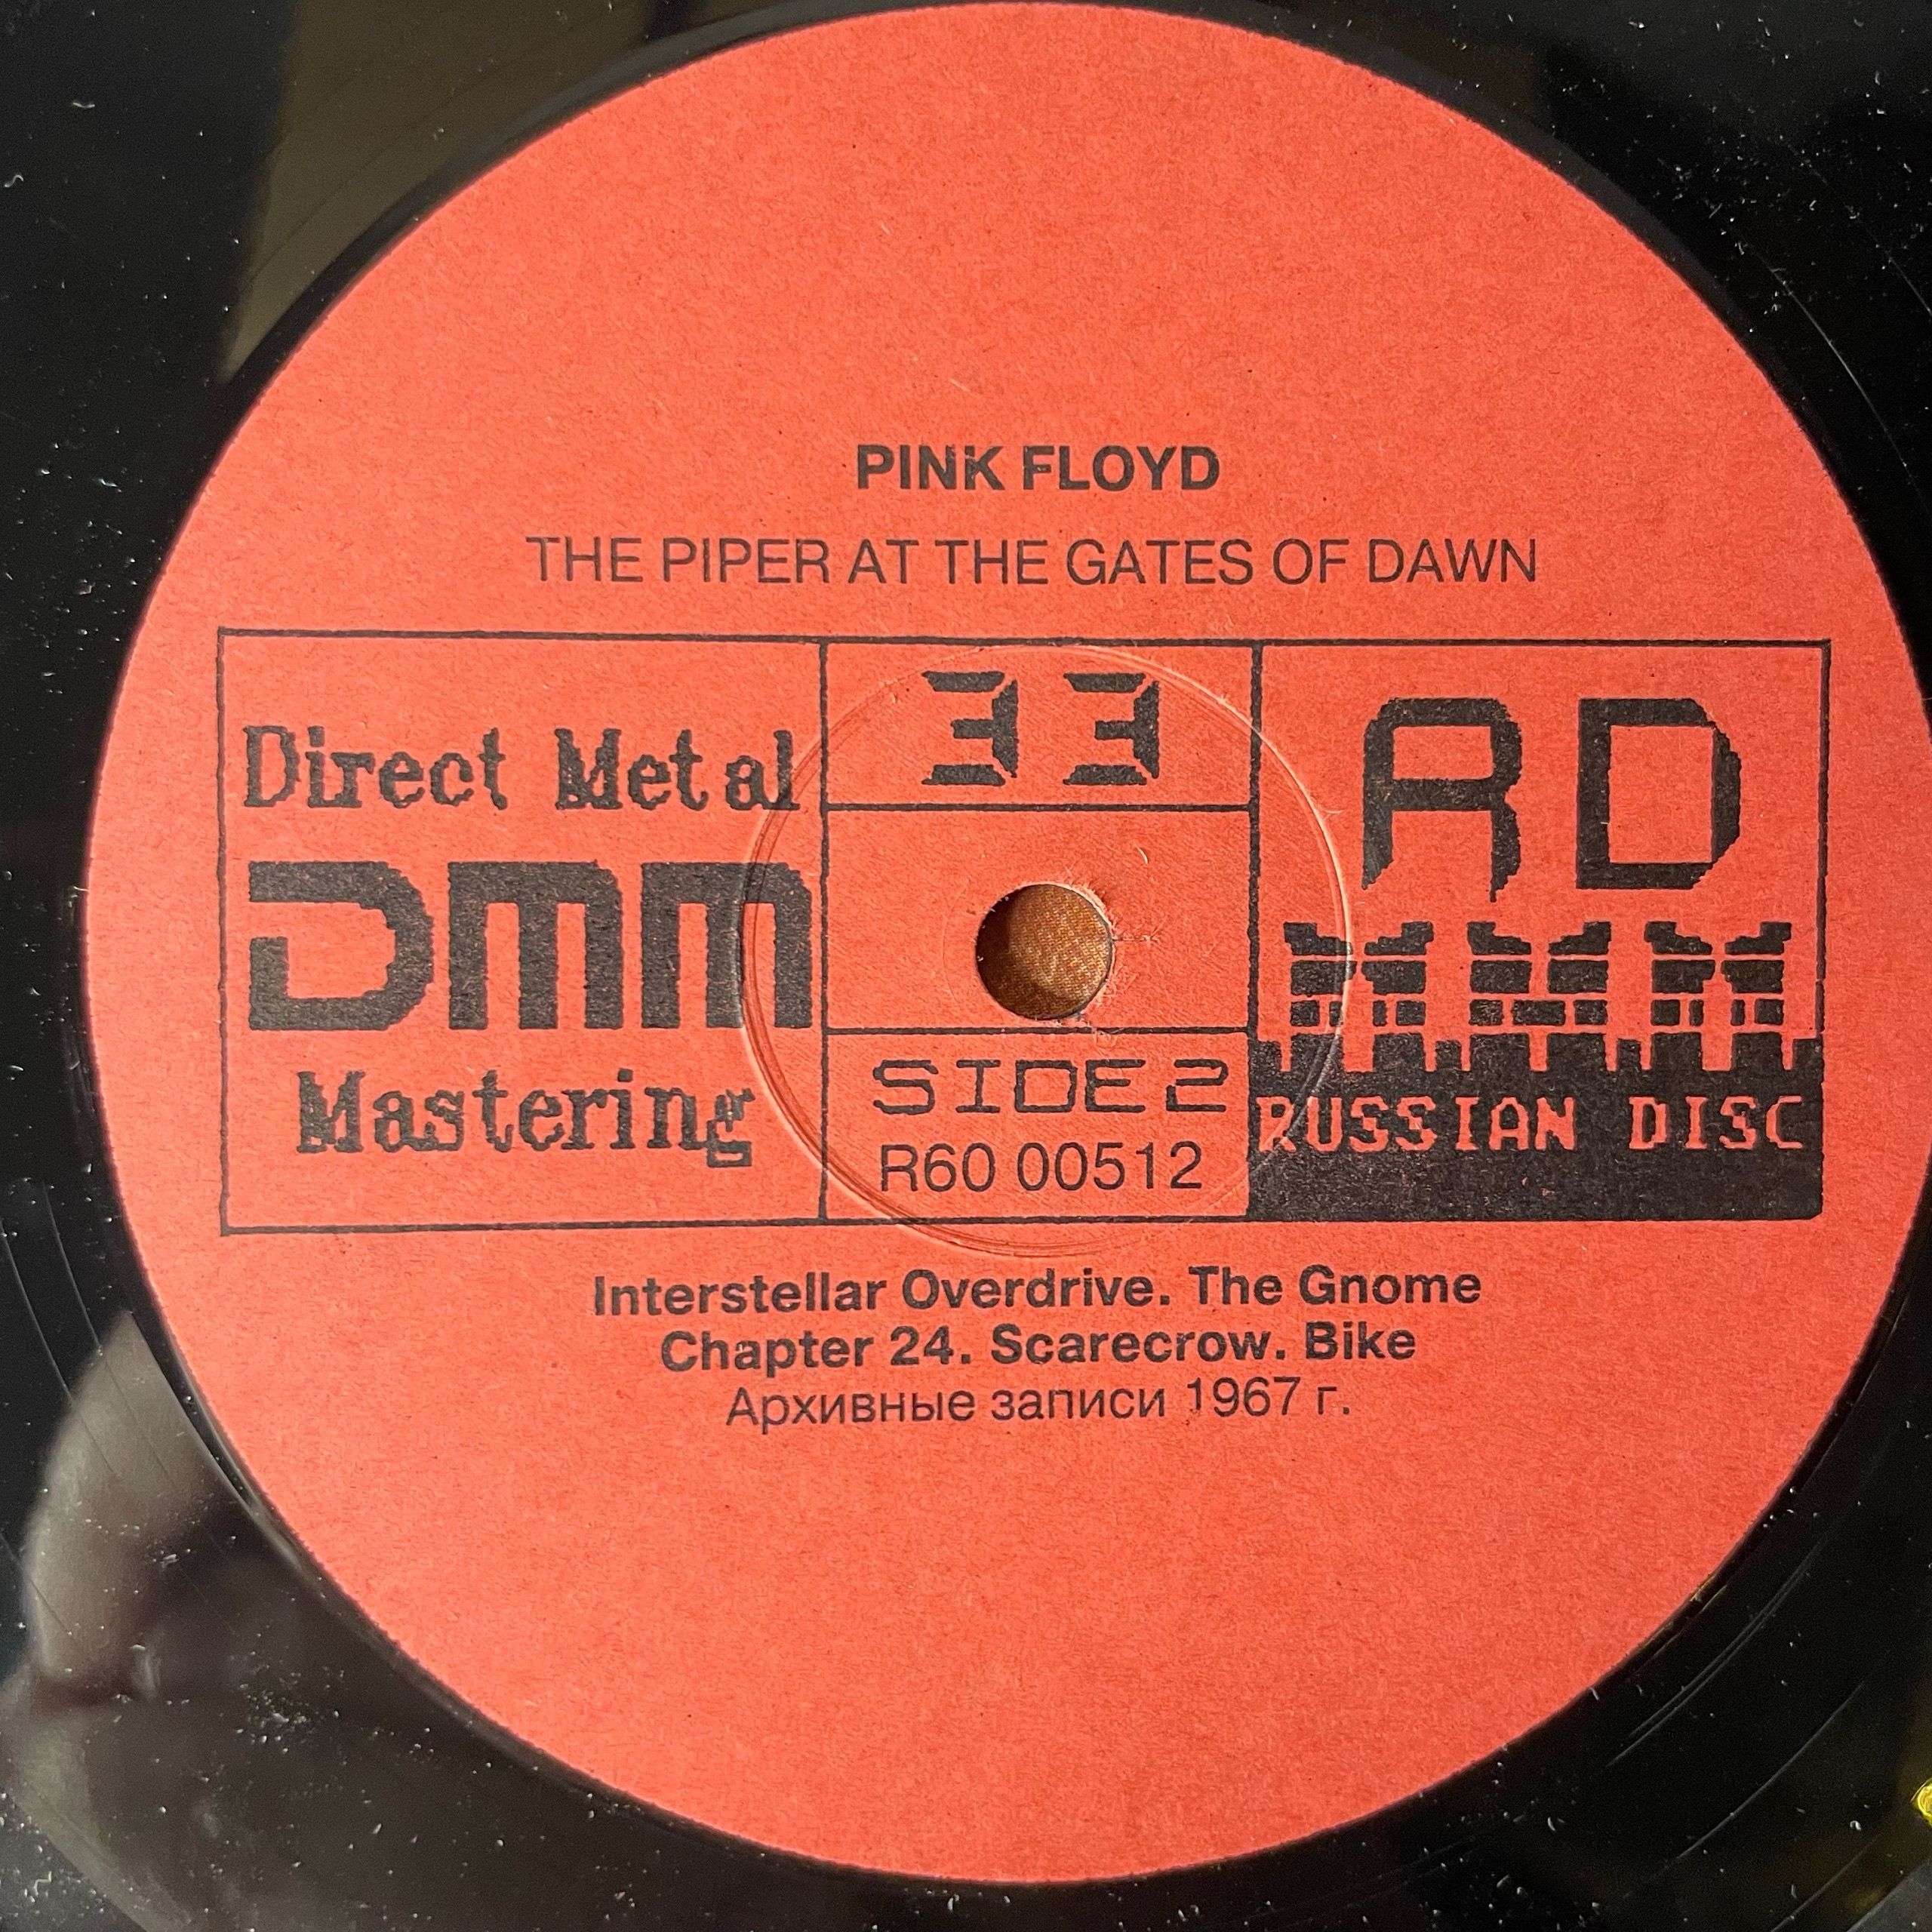 PINK FLOYD
THE PIPER AT THE GATES OF DAWN
Direct Metal
DMM
Mastering
33
SIDE 2
R60 00512
RD
RUSSIAN DISC
Interstellar Overdrive. The Gnome
Chapter 24. Scarecrow. Bike
Архивные записи 1967 г.